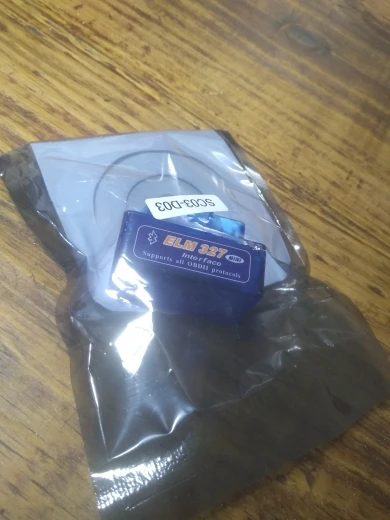 SC03-D03
ELM 327
MINI
Interface
Supports all OBDII protocols